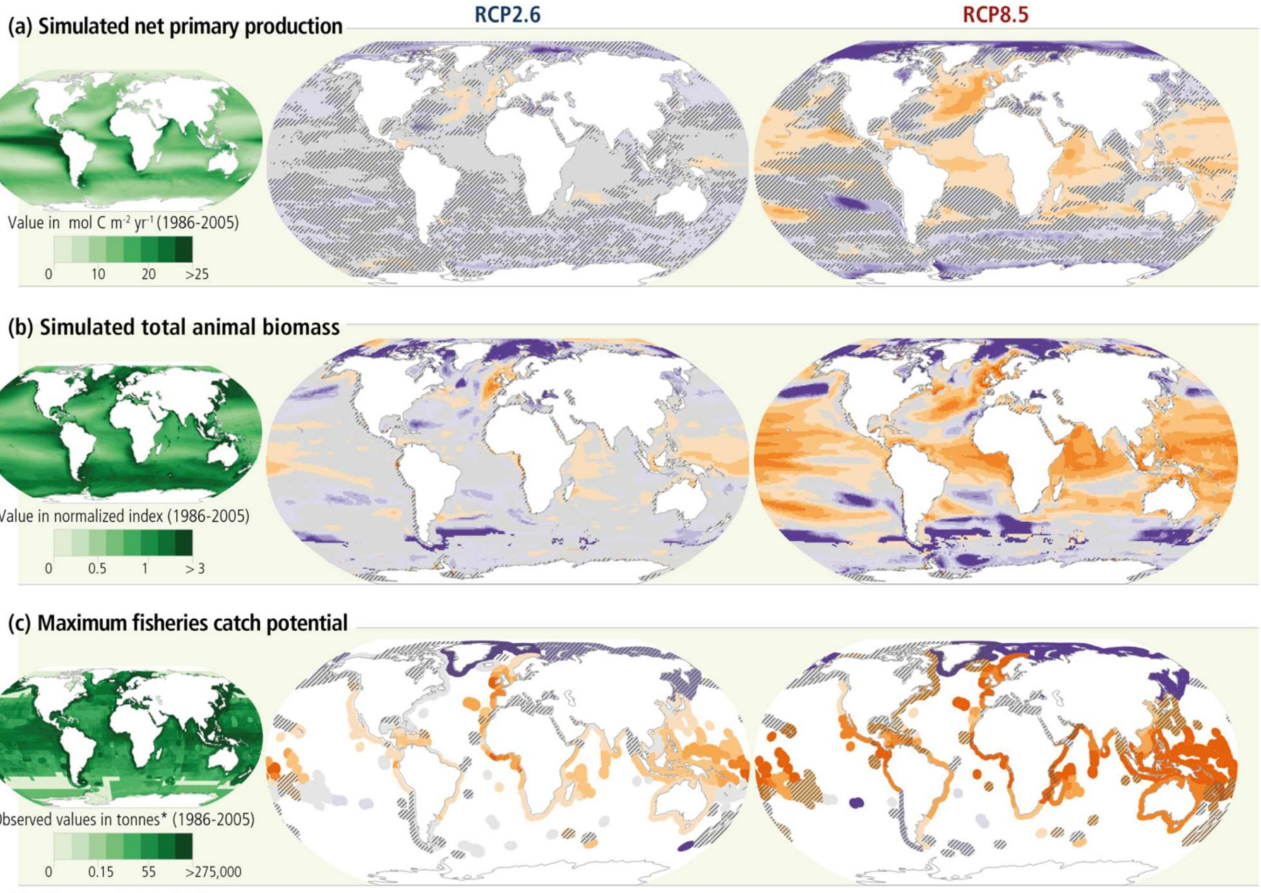 RCP2.6
RCP8.5
(a) Simulated net primary production
Value in mol C m⁻² yr⁻¹ (1986-2005)
0 10 20 >25
(b) Simulated total animal biomass
Value in normalized index (1986-2005)
0 0.5 1 > 3
(c) Maximum fisheries catch potential
Observed values in tonnes* (1986-2005)
0 0.15 55 >275,000